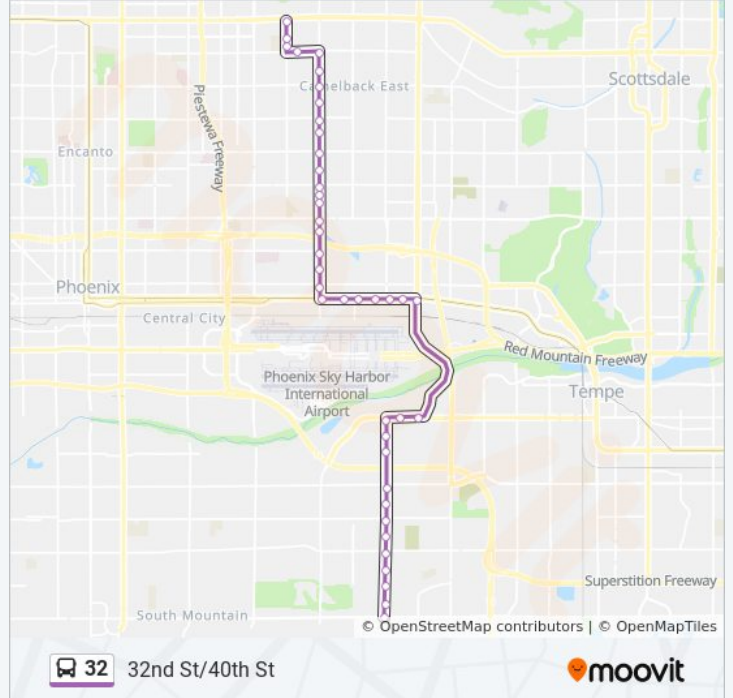 Scottsdale
Camelback East
Piestewa Freeway
Encanto
Phoenix
Central City
Red Mountain Freeway
Phoenix Sky Harbor
International
Airport
Tempe
Superstition Freeway
South Mountain
© OpenStreetMap contributors | © OpenMapTiles
32 32nd St/40th St
moovit